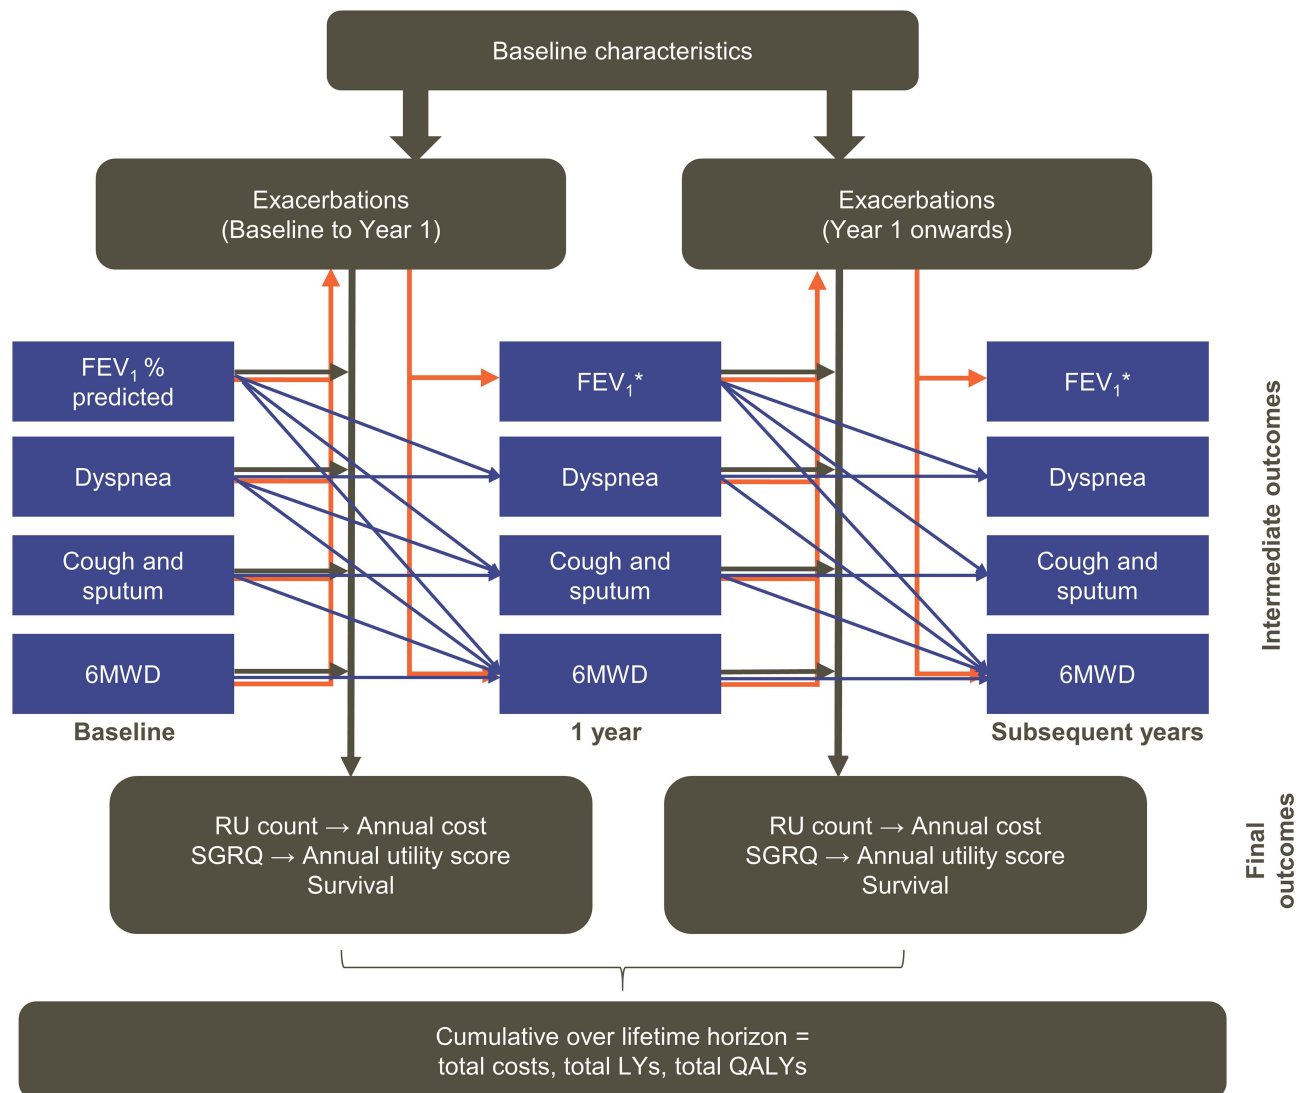 Baseline characteristics
Exacerbations
(Baseline to Year 1)
Exacerbations
(Year 1 onwards)
FEV₁ %
predicted
FEV₁*
FEV₁*
Dyspnea
Dyspnea
Dyspnea
Cough and
sputum
Cough and
sputum
Cough and
sputum
6MWD
6MWD
6MWD
Baseline
1 year
Subsequent years
Intermediate outcomes
RU count → Annual cost
SGRQ → Annual utility score
Survival
RU count → Annual cost
SGRQ → Annual utility score
Survival
Final
outcomes
Cumulative over lifetime horizon =
total costs, total LYs, total QALYs